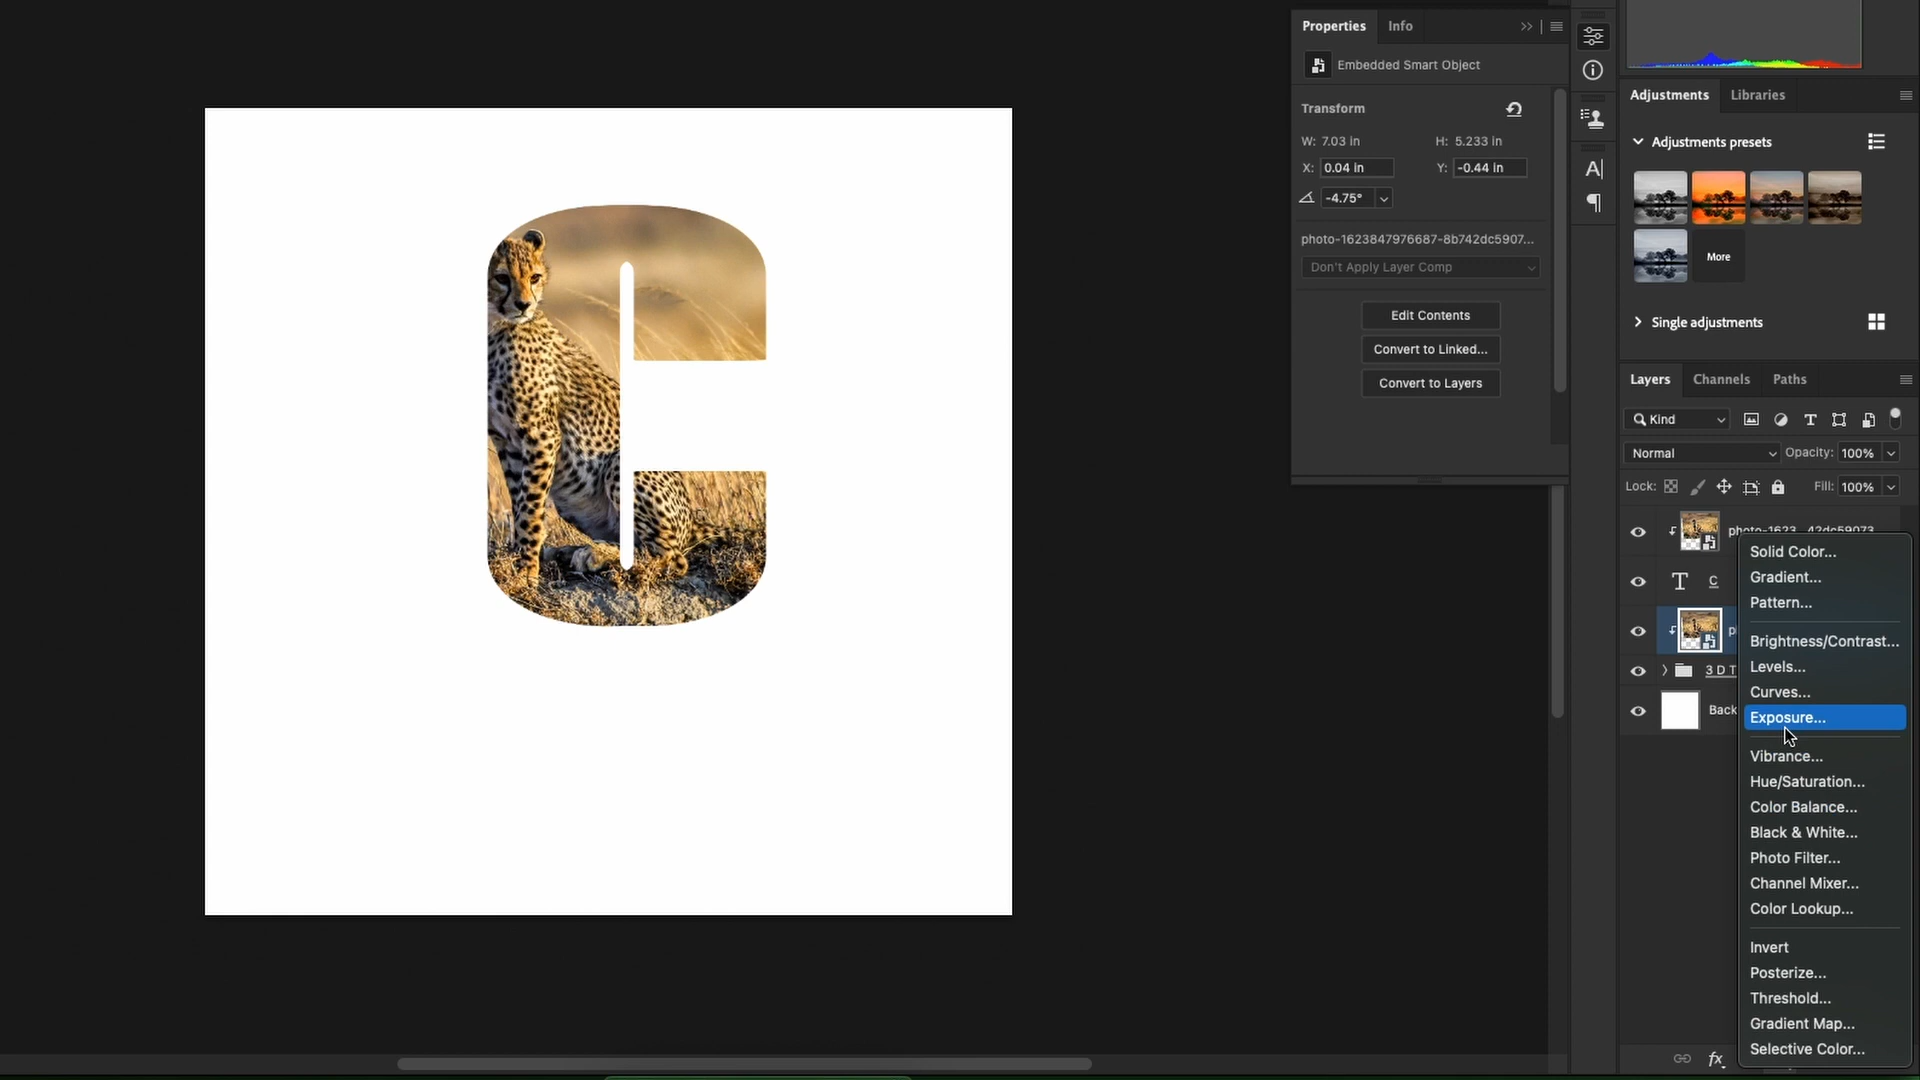 Properties Info
Embedded Smart Object
Transform
W: 7.03 in H: 5.233 in
X: 0.04 in Y: -0.44 in
-4.75°
photo-1623847976687-8b742dc5907...
Don't Apply Layer Comp
Edit Contents
Convert to Linked...
Convert to Layers
Adjustments Libraries
Adjustments presets
More
Single adjustments
Layers Channels Paths
Kind
Normal Opacity: 100%
Lock: Fill: 100%
photo-1623...42dc59073
C
3 D T
Back
Solid Color...
Gradient...
Pattern...
Brightness/Contrast...
Levels...
Curves...
Exposure...
Vibrance...
Hue/Saturation...
Color Balance...
Black & White...
Photo Filter...
Channel Mixer...
Color Lookup...
Invert
Posterize...
Threshold...
Gradient Map...
Selective Color...
fx
C